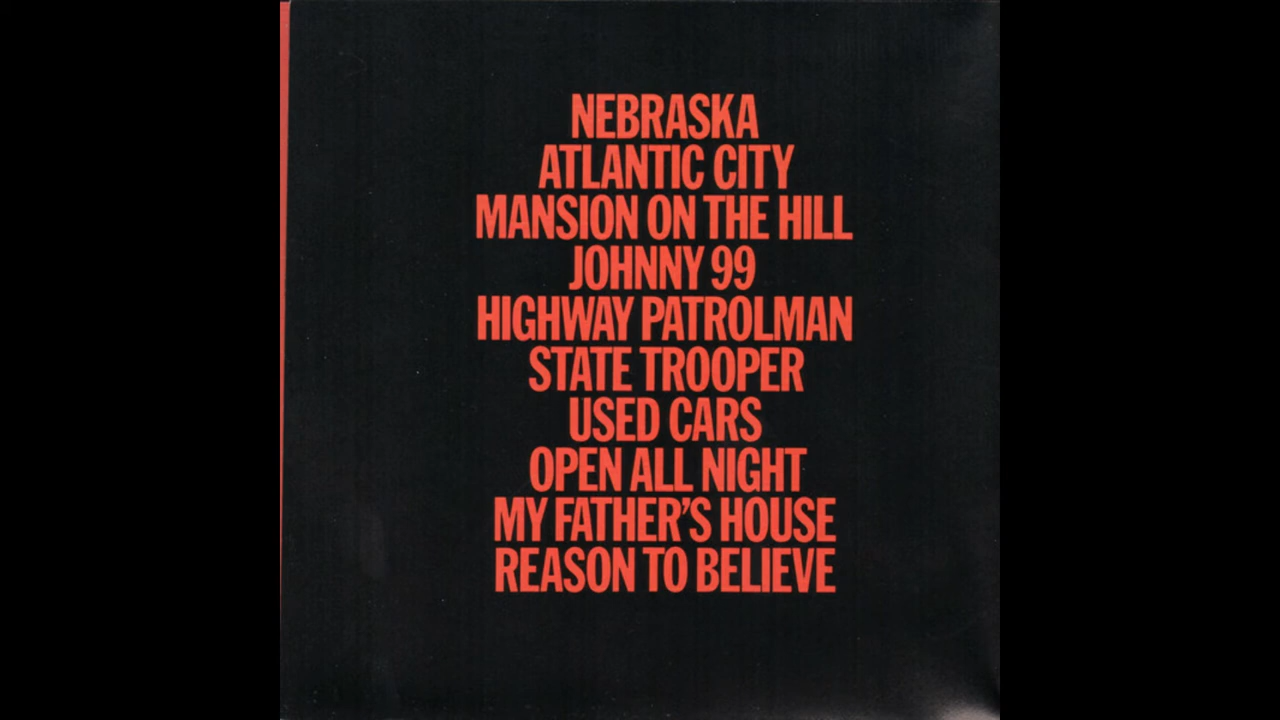 NEBRASKA
ATLANTIC CITY
MANSION ON THE HILL
JOHNNY 99
HIGHWAY PATROLMAN
STATE TROOPER
USED CARS
OPEN ALL NIGHT
MY FATHER'S HOUSE
REASON TO BELIEVE